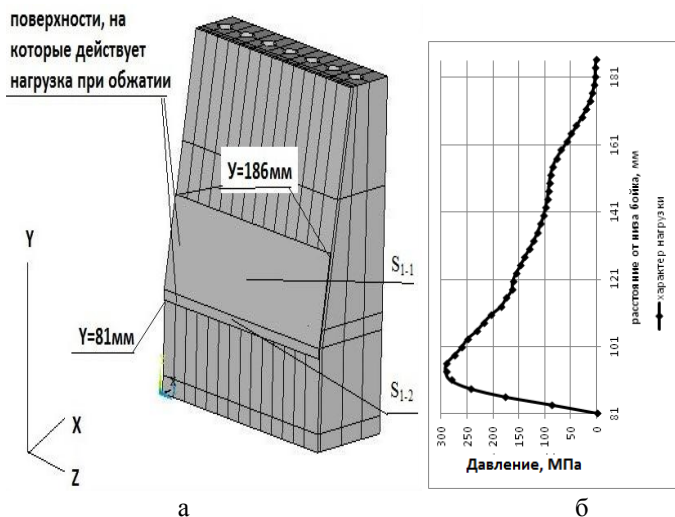 поверхности, на
которые действует
нагрузка при обжатии
У=186мм
Y
S1-1
Y=81мм
S1-2
X
Z
181
161
141
121
101
81
300 250 200 150 100 50 0
Давление, МПа
расстояние от низа бойка, мм
характер нагрузки
а
б